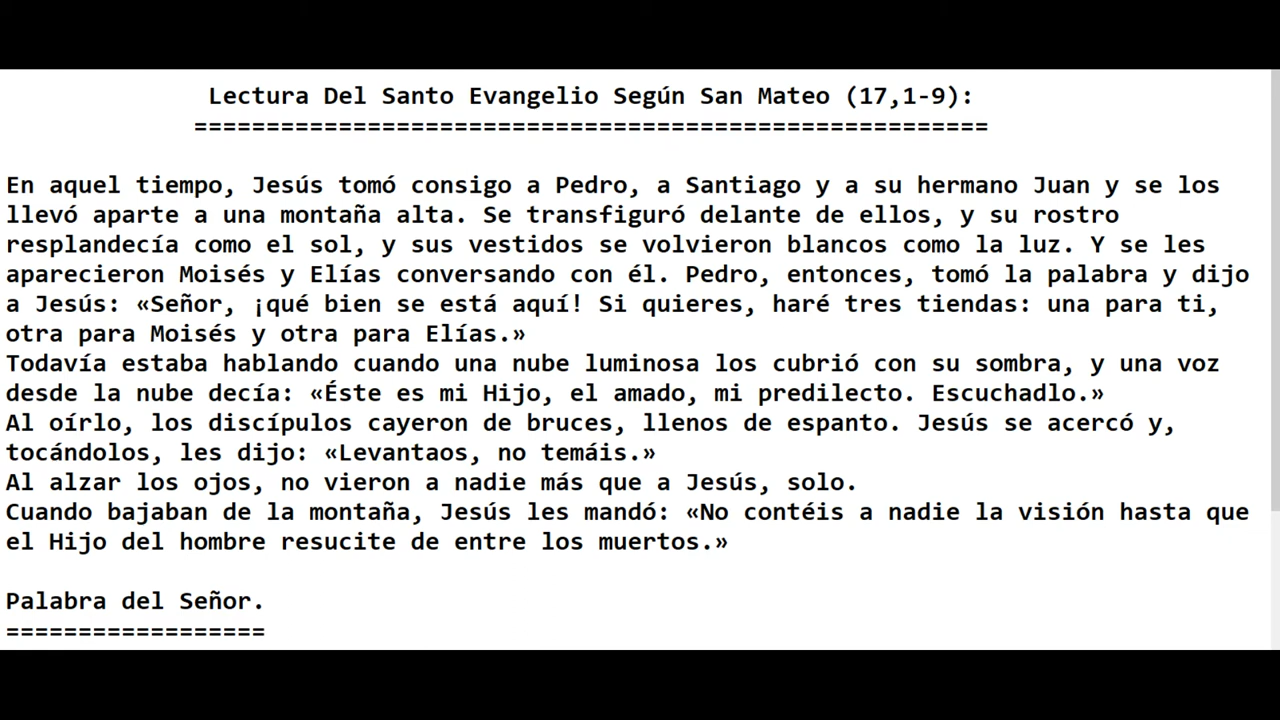 Lectura Del Santo Evangelio Según San Mateo (17,1-9):
=======================================================
En aquel tiempo, Jesús tomó consigo a Pedro, a Santiago y a su hermano Juan y se los
llevó aparte a una montaña alta. Se transfiguró delante de ellos, y su rostro
resplandecía como el sol, y sus vestidos se volvieron blancos como la luz. Y se les
aparecieron Moisés y Elías conversando con él. Pedro, entonces, tomó la palabra y dijo
a Jesús: «Señor, ¡qué bien se está aquí! Si quieres, haré tres tiendas: una para ti,
otra para Moisés y otra para Elías.»
Todavía estaba hablando cuando una nube luminosa los cubrió con su sombra, y una voz
desde la nube decía: «Éste es mi Hijo, el amado, mi predilecto. Escuchadlo.»
Al oírlo, los discípulos cayeron de bruces, llenos de espanto. Jesús se acercó y,
tocándolos, les dijo: «Levantaos, no temáis.»
Al alzar los ojos, no vieron a nadie más que a Jesús, solo.
Cuando bajaban de la montaña, Jesús les mandó: «No contéis a nadie la visión hasta que
el Hijo del hombre resucite de entre los muertos.»
Palabra del Señor.
==================